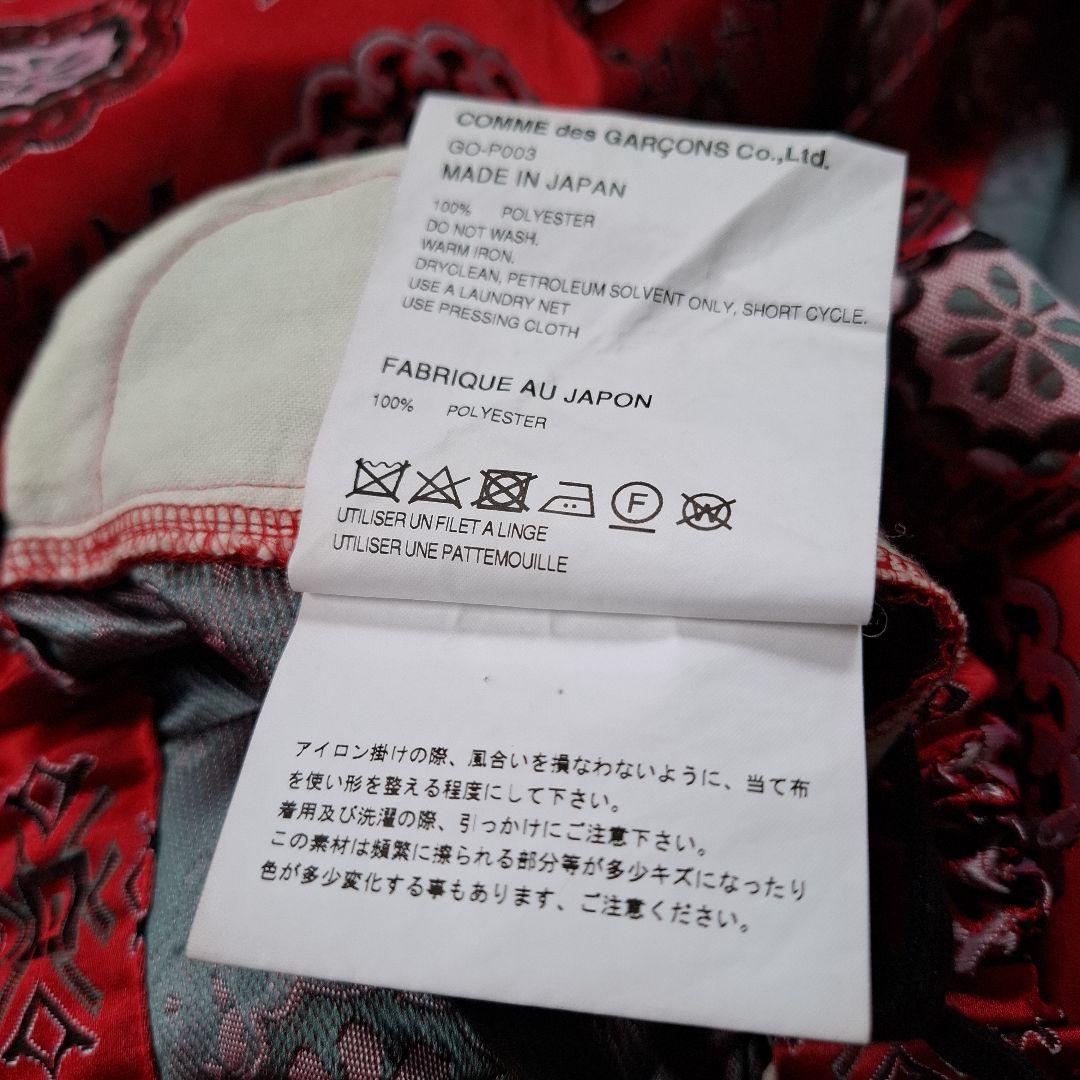 COMME des GARÇONS Co.,Ltd.
GO-P003
MADE IN JAPAN
100% POLYESTER
DO NOT WASH.
WARM IRON.
DRYCLEAN, PETROLEUM SOLVENT ONLY, SHORT CYCLE.
USE A LAUNDRY NET
USE PRESSING CLOTH
FABRIQUE AU JAPON
100% POLYESTER
F
W
UTILISER UN FILET A LINGE
UTILISER UNE PATTEMOUILLE
アイロン掛けの際、風合いを損なわないように、当て布
を使い形を整える程度にして下さい。
着用及び洗濯の際、引っかけにご注意下さい。
この素材は頻繁に擦られる部分等が多少キズになったり
色が多少変化する事もあります、ご注意ください。